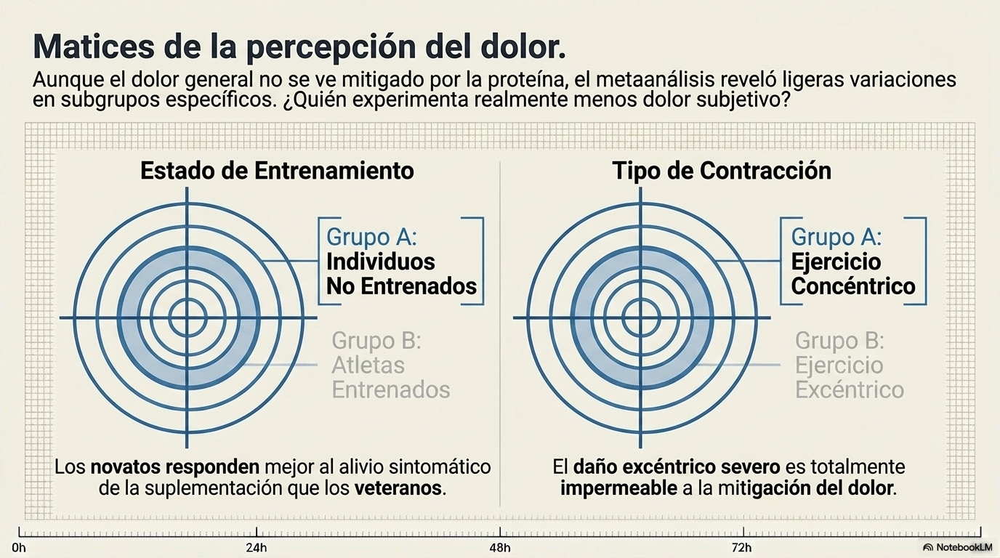 Matices de la percepción del dolor.
Aunque el dolor general no se ve mitigado por la proteína, el metaanálisis reveló ligeras variaciones
en subgrupos específicos. ¿Quién experimenta realmente menos dolor subjetivo?
Estado de Entrenamiento
Grupo A:
Individuos
No Entrenados
Grupo B:
Atletas
Entrenados
Los novatos responden mejor al alivio sintomático
de la suplementación que los veteranos.
Tipo de Contracción
Grupo A:
Ejercicio
Concéntrico
Grupo B:
Ejercicio
Excéntrico
El daño excéntrico severo es totalmente
impermeable a la mitigación del dolor.
0h
24h
48h
72h
NotebookLM